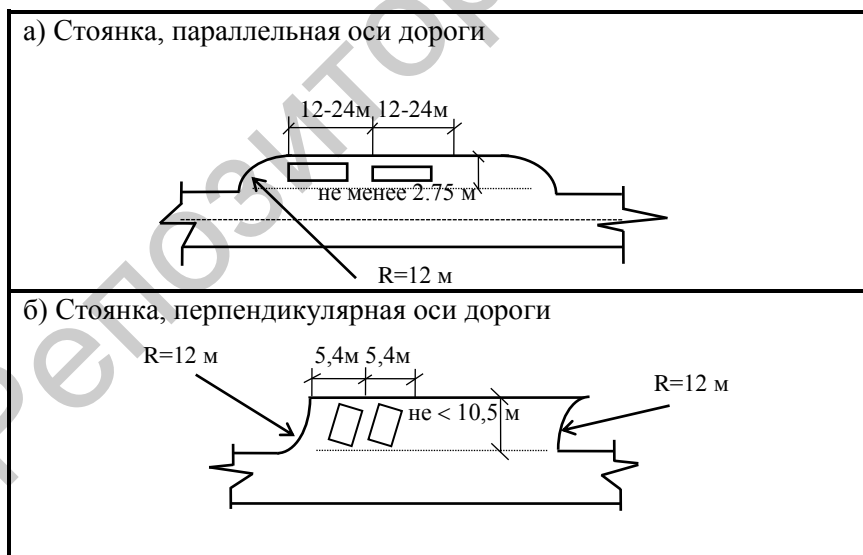 а) Стоянка, параллельная оси дороги
12-24м 12-24м
не менее 2.75 м
R=12 м
б) Стоянка, перпендикулярная оси дороги
R=12 м
5,4м 5,4м
R=12 м
не < 10,5 м
Репозитор